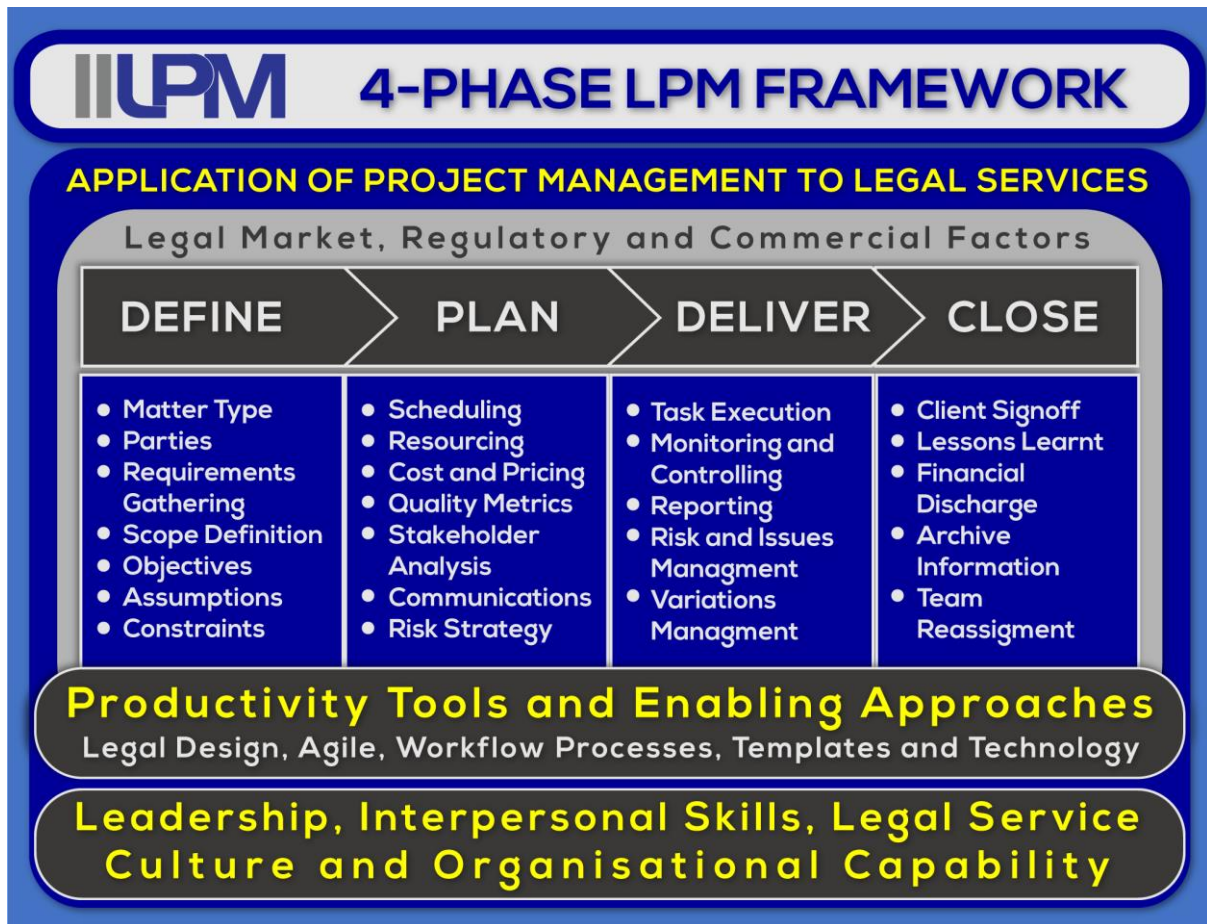 IILPM 4-PHASE LPM FRAMEWORK
APPLICATION OF PROJECT MANAGEMENT TO LEGAL SERVICES
Legal Market, Regulatory and Commercial Factors
DEFINE
PLAN
DELIVER
CLOSE
• Matter Type
• Parties
• Requirements
Gathering
• Scope Definition
• Objectives
• Assumptions
• Constraints
• Scheduling
• Resourcing
• Cost and Pricing
• Quality Metrics
• Stakeholder
Analysis
• Communications
• Risk Strategy
• Task Execution
• Monitoring and
Controlling
• Reporting
• Risk and Issues
Managment
• Variations
Managment
• Client Signoff
• Lessons Learnt
• Financial
Discharge
• Archive
Information
• Team
Reassigment
Productivity Tools and Enabling Approaches
Legal Design, Agile, Workflow Processes, Templates and Technology
Leadership, Interpersonal Skills, Legal Service
Culture and Organisational Capability